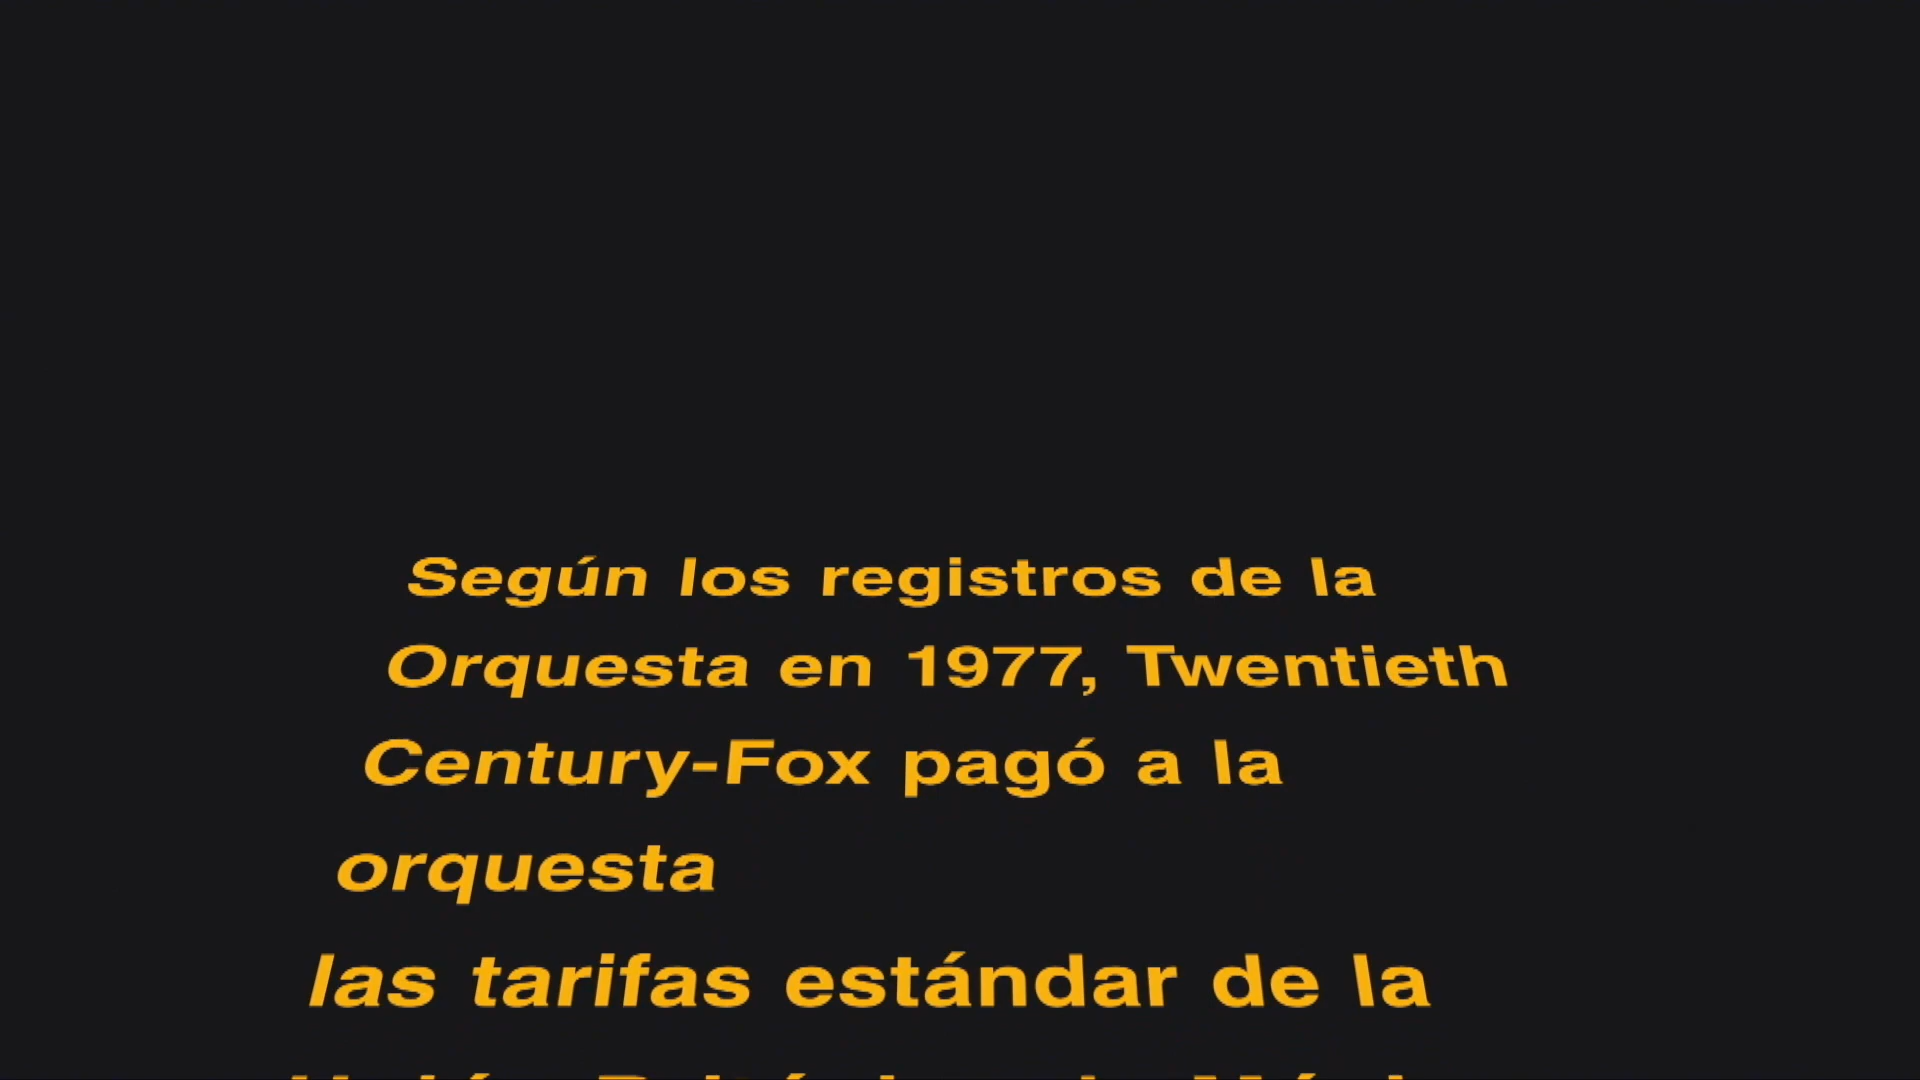 Según los registros de la
Orquesta en 1977, Twentieth
Century-Fox pagó a la
orquesta
las tarifas estándar de la